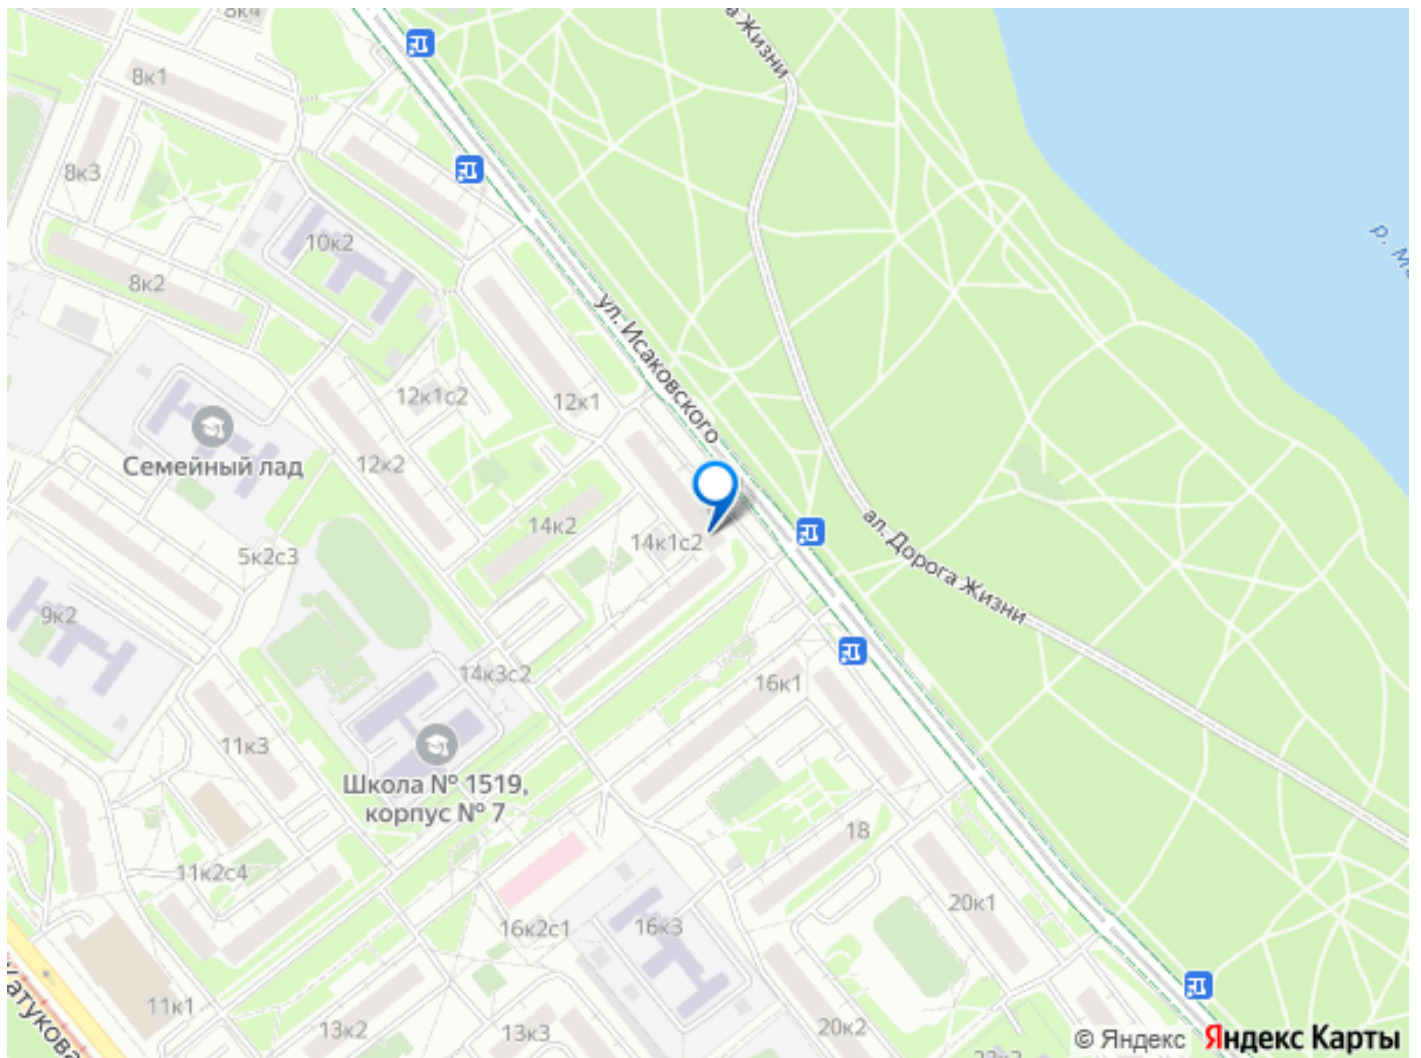 8к4
а Жизни
8к1
8к3
10к2
8к2
ул. Исаковского
12к1с2
12к1
Семейный лад
12к2
14к2
14к1с2
ал. Дорога Жизни
5к2с3
9к2
14к3с2
16к1
11к3
Школа № 1519,
корпус № 7
18
11к2с4
20к1
16к2с1
16к3
11к1
13к2
13к3
20к2
© Яндекс
Яндекс Карты